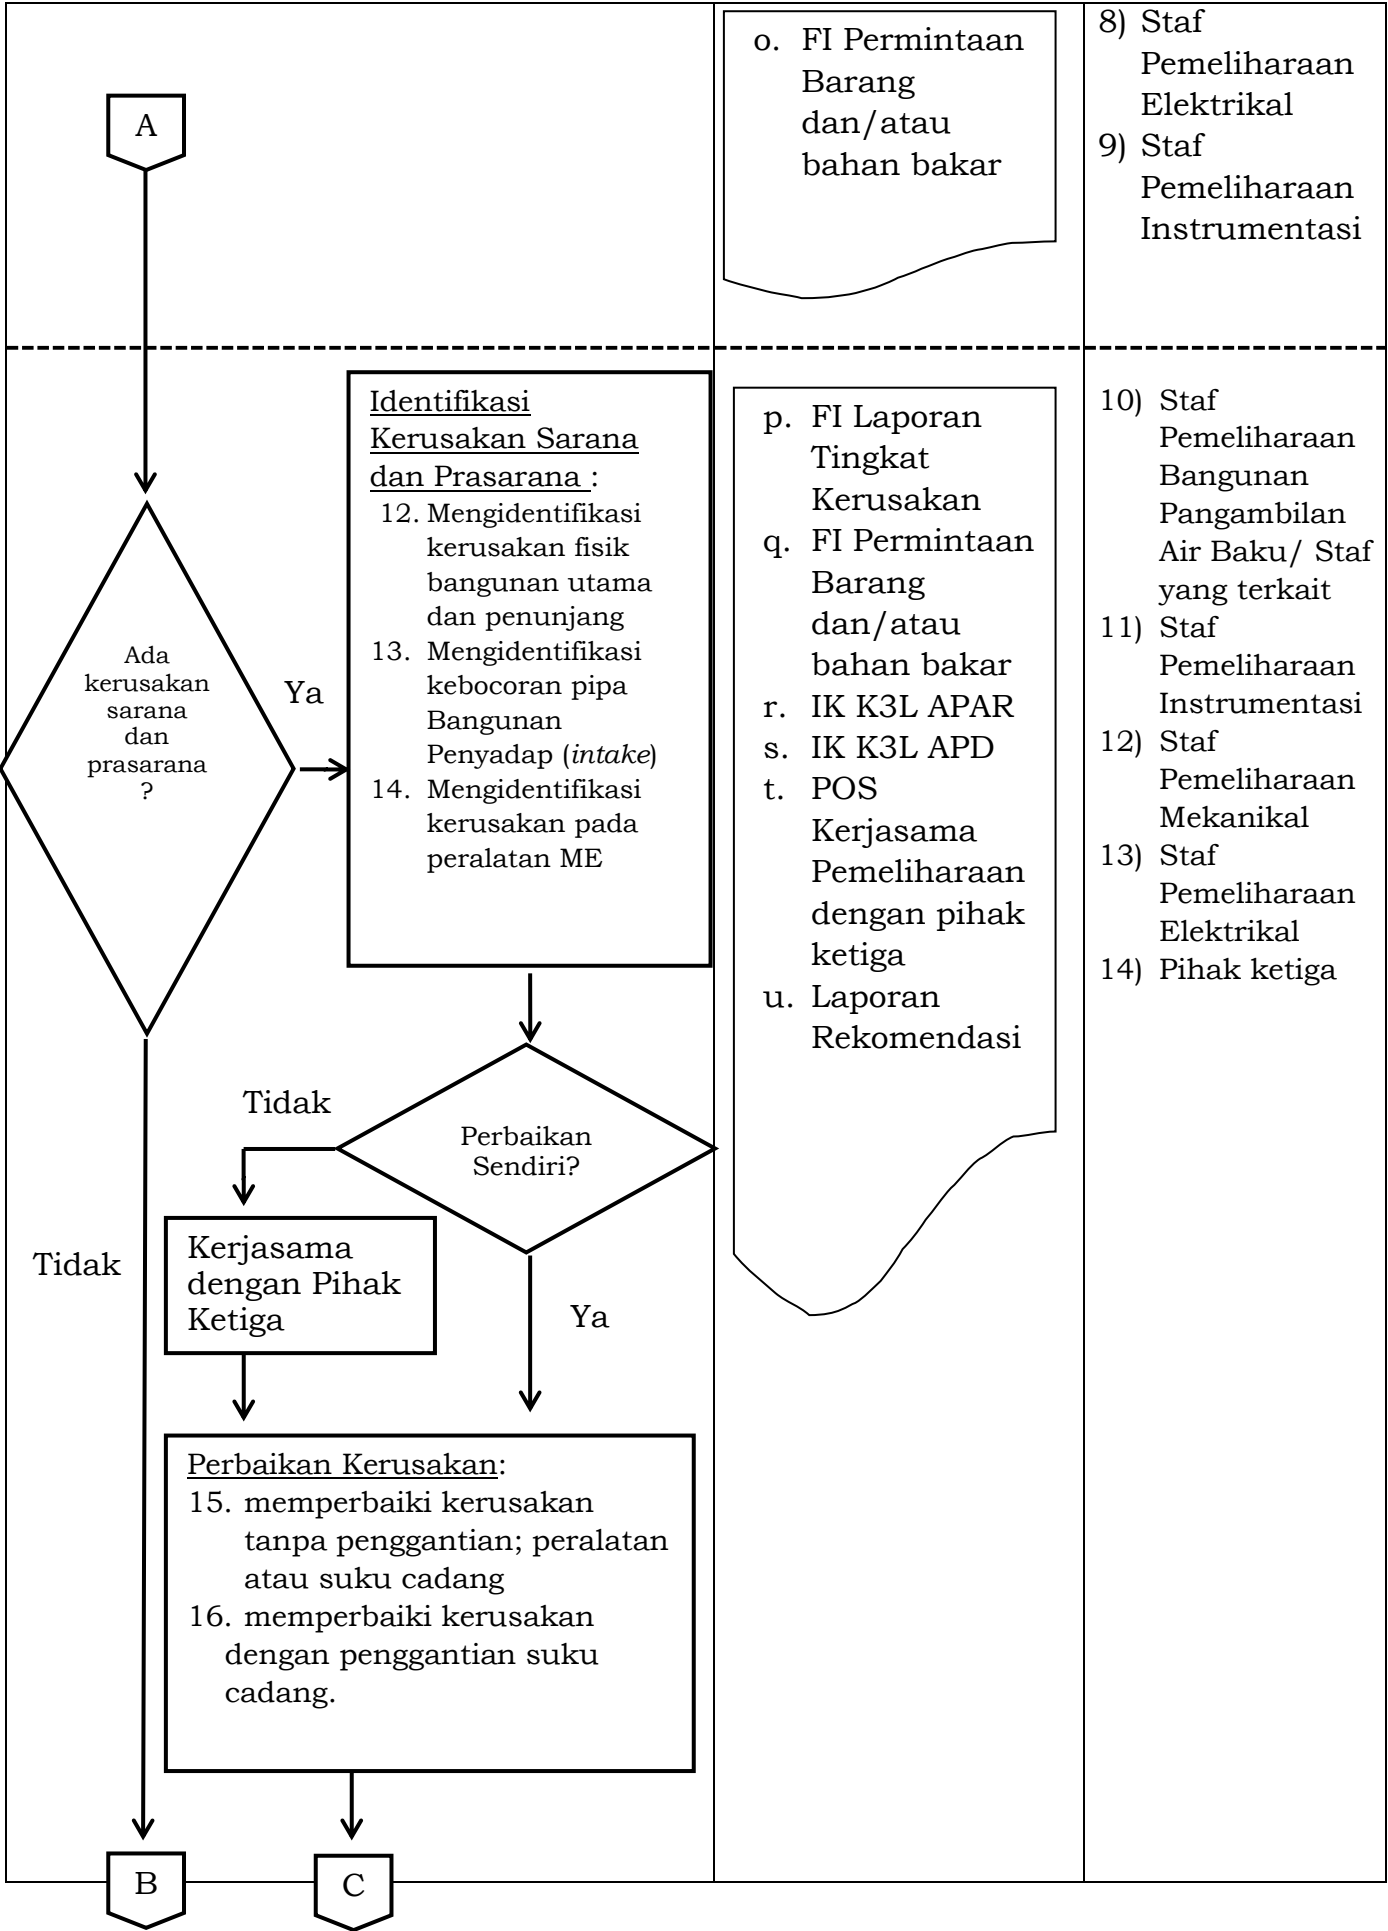 A
o. FI Permintaan
Barang
dan/atau
bahan bakar
8) Staf
Pemeliharaan
Elektrikal
9) Staf
Pemeliharaan
Instrumentasi
Ada
kerusakan
sarana
dan
prasarana
?
Ya
Tidak
Identifikasi
Kerusakan Sarana
dan Prasarana :
12. Mengidentifikasi
kerusakan fisik
bangunan utama
dan penunjang
13. Mengidentifikasi
kebocoran pipa
Bangunan
Penyadap (intake)
14. Mengidentifikasi
kerusakan pada
peralatan ME
Perbaikan
Sendiri?
Tidak
Ya
Kerjasama
dengan Pihak
Ketiga
Perbaikan Kerusakan:
15. memperbaiki kerusakan
tanpa penggantian; peralatan
atau suku cadang
16. memperbaiki kerusakan
dengan penggantian suku
cadang.
B
C
p. FI Laporan
Tingkat
Kerusakan
q. FI Permintaan
Barang
dan/atau
bahan bakar
r. IK K3L APAR
s. IK K3L APD
t. POS
Kerjasama
Pemeliharaan
dengan pihak
ketiga
u. Laporan
Rekomendasi
10) Staf
Pemeliharaan
Bangunan
Pangambilan
Air Baku/ Staf
yang terkait
11) Staf
Pemeliharaan
Instrumentasi
12) Staf
Pemeliharaan
Mekanikal
13) Staf
Pemeliharaan
Elektrikal
14) Pihak ketiga